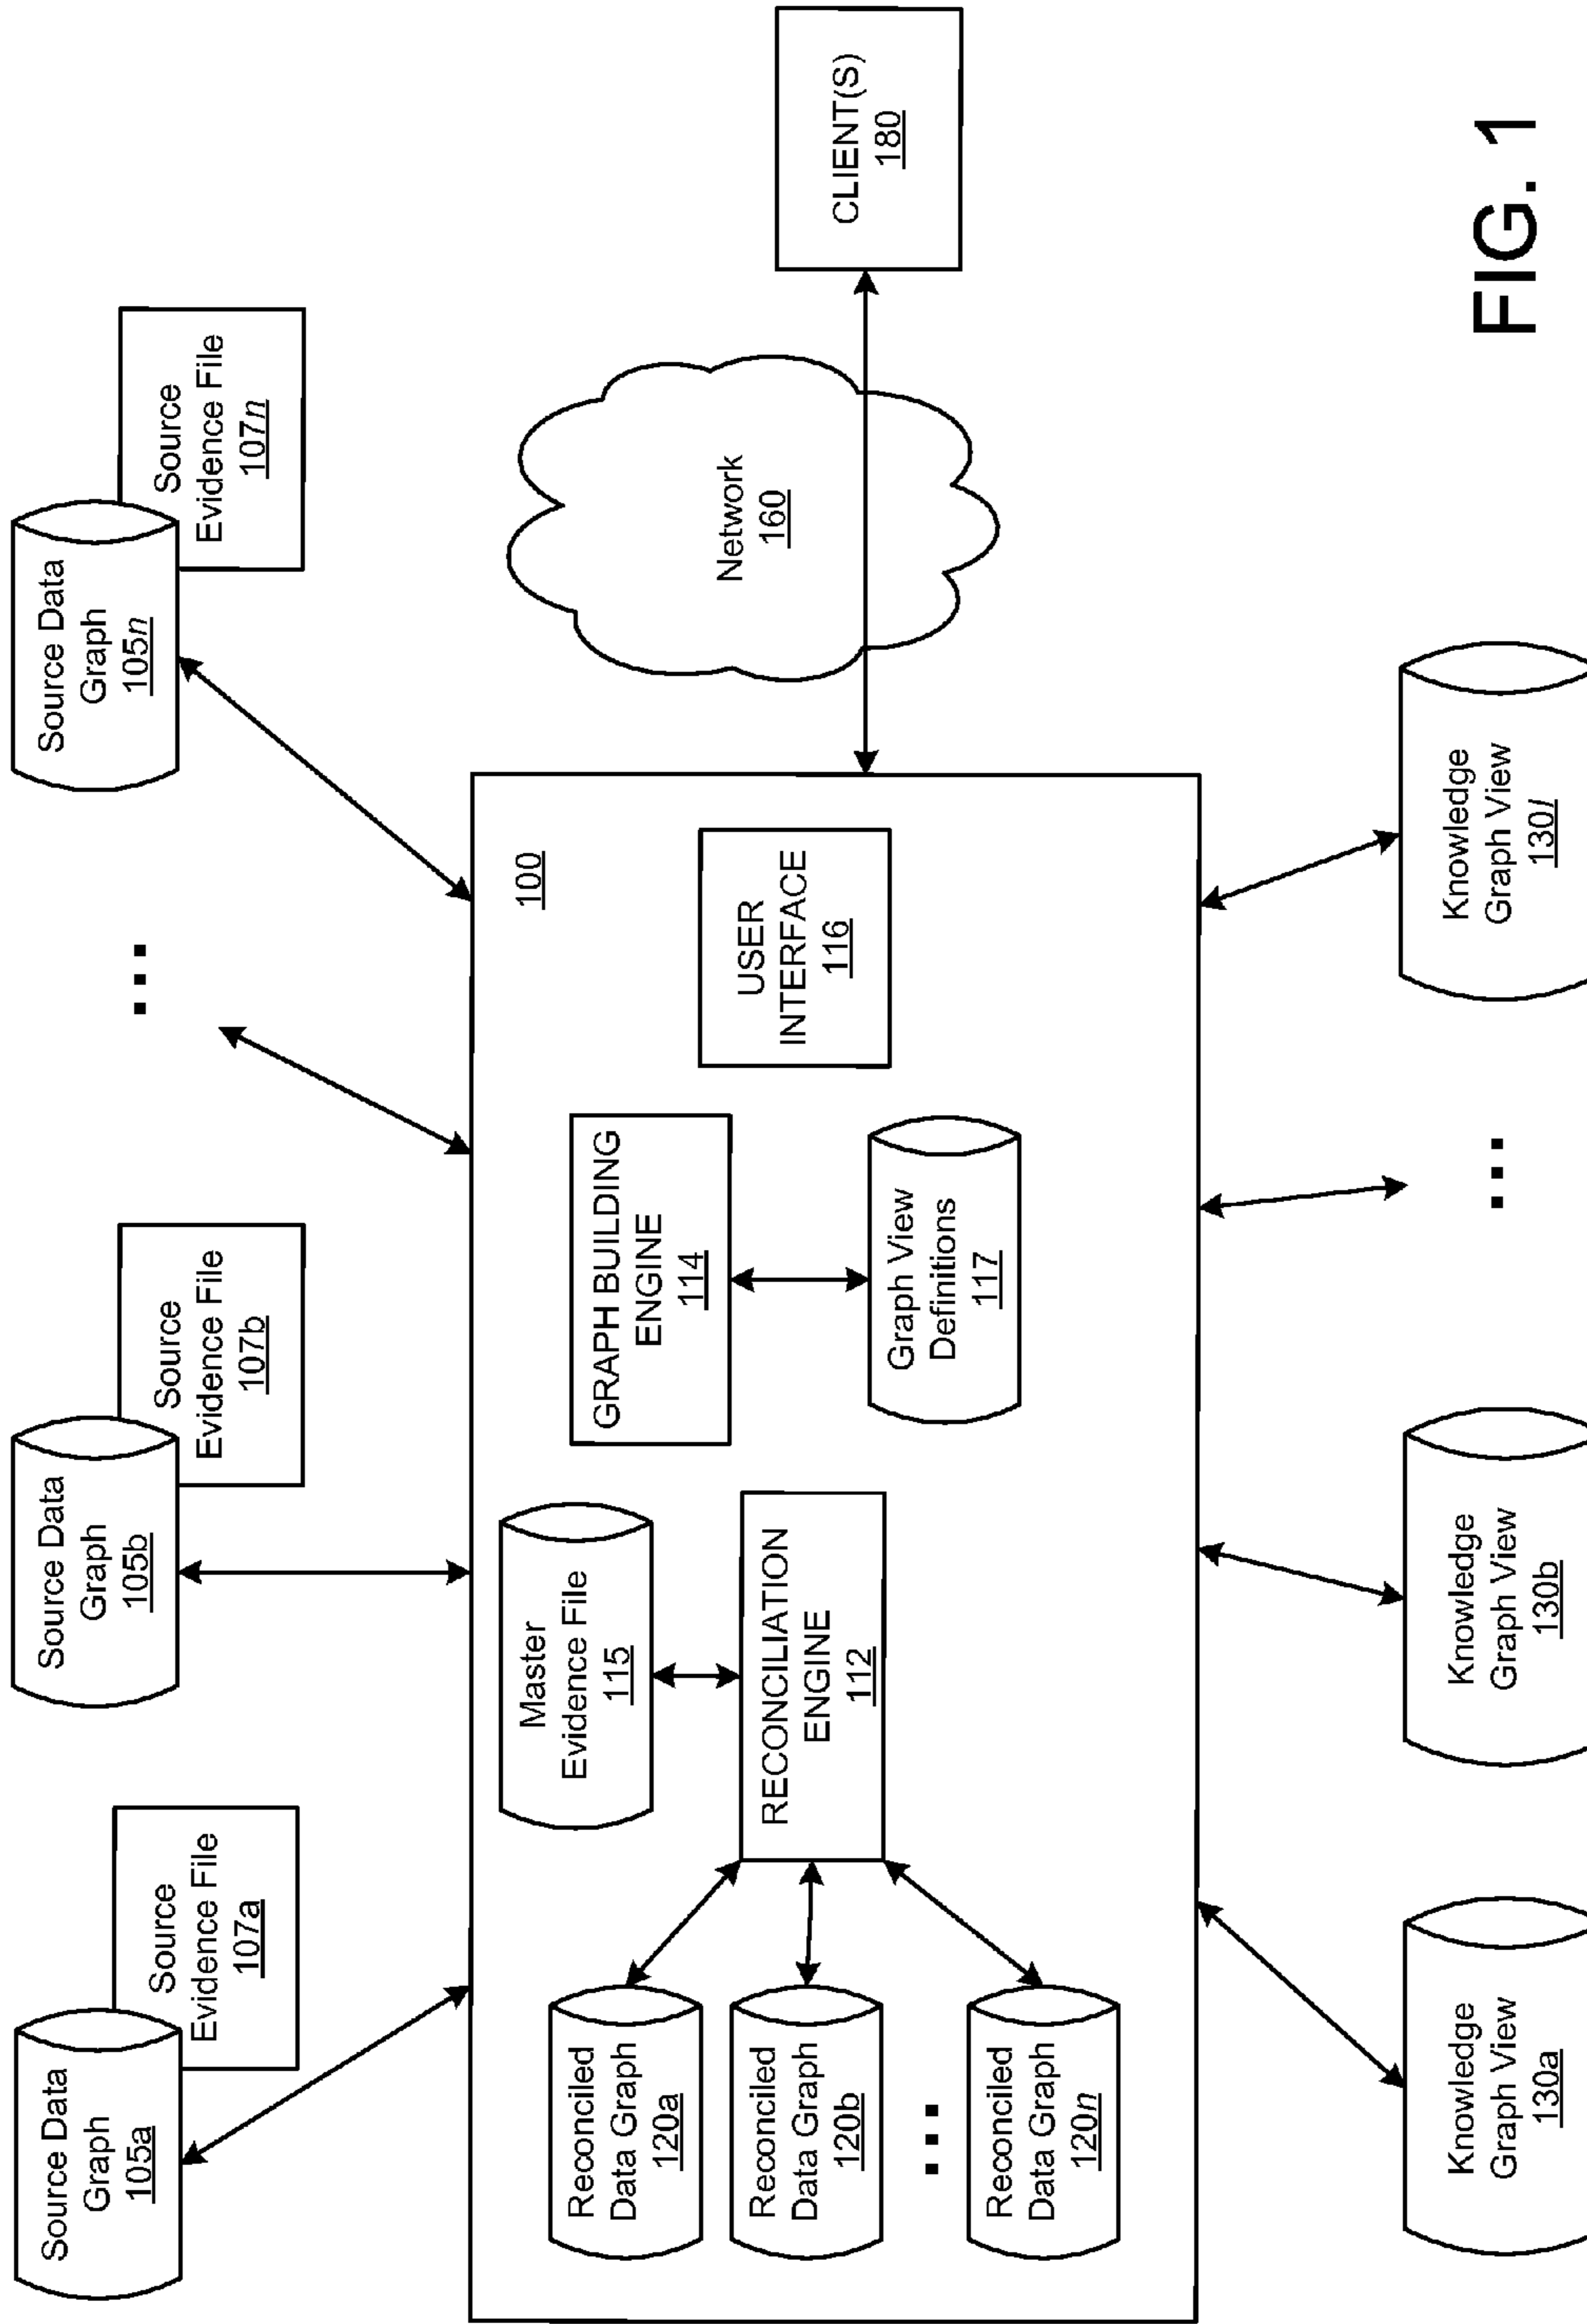 Source Data
Graph
105a
Source
Evidence File
107a
Source Data
Graph
105b
Source
Evidence File
107b
...
Source Data
Graph
105n
Source
Evidence File
107n
100
Master
Evidence File
115
RECONCILIATION
ENGINE
112
Reconciled
Data Graph
120a
Reconciled
Data Graph
120b
...
Reconciled
Data Graph
120n
GRAPH BUILDING
ENGINE
114
Graph View
Definitions
117
USER
INTERFACE
116
Network
160
CLIENT(S)
180
Knowledge
Graph View
130a
Knowledge
Graph View
130b
...
Knowledge
Graph View
130l
FIG. 1